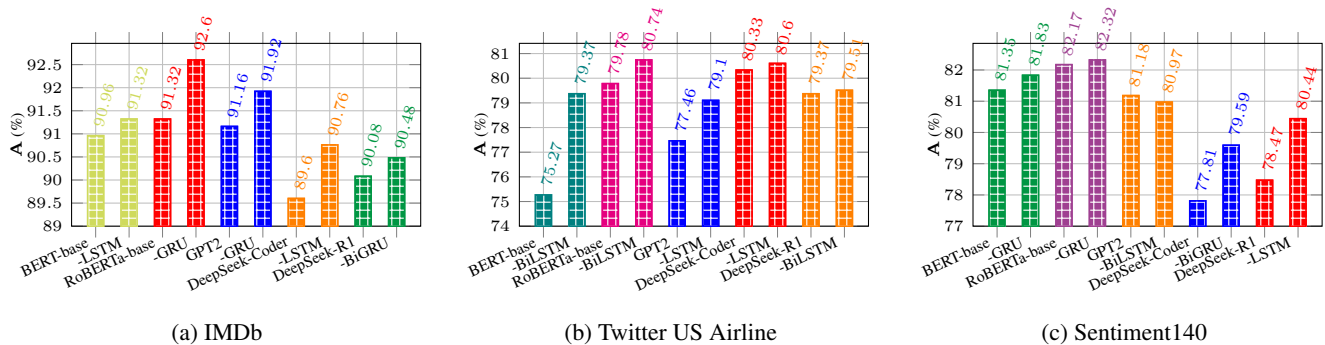 A (%)
92.5
92
91.5
91
90.5
90
89.5
89
90.96
91.32
91.32
92.6
91.16
91.92
89.6
90.76
90.08
90.48
BERT-base
-LSTM
RoBERTa-base
-GRU
GPT2
-GRU
DeepSeek-Coder
-LSTM
DeepSeek-R1
-BiGRU
(a) IMDb
A (%)
81
80
79
78
77
76
75
74
75.27
79.37
79.78
80.74
77.46
79.1
80.33
80.6
79.37
79.51
BERT-base
-BiLSTM
RoBERTa-base
-BiLSTM
GPT2
-LSTM
DeepSeek-Coder
-LSTM
DeepSeek-R1
-BiLSTM
(b) Twitter US Airline
A (%)
82
81
80
79
78
77
81.35
81.83
82.17
82.32
81.18
80.97
77.81
79.59
78.47
80.44
BERT-base
-GRU
RoBERTa-base
-GRU
GPT2
-BiLSTM
DeepSeek-Coder
-BiGRU
DeepSeek-R1
-LSTM
(c) Sentiment140